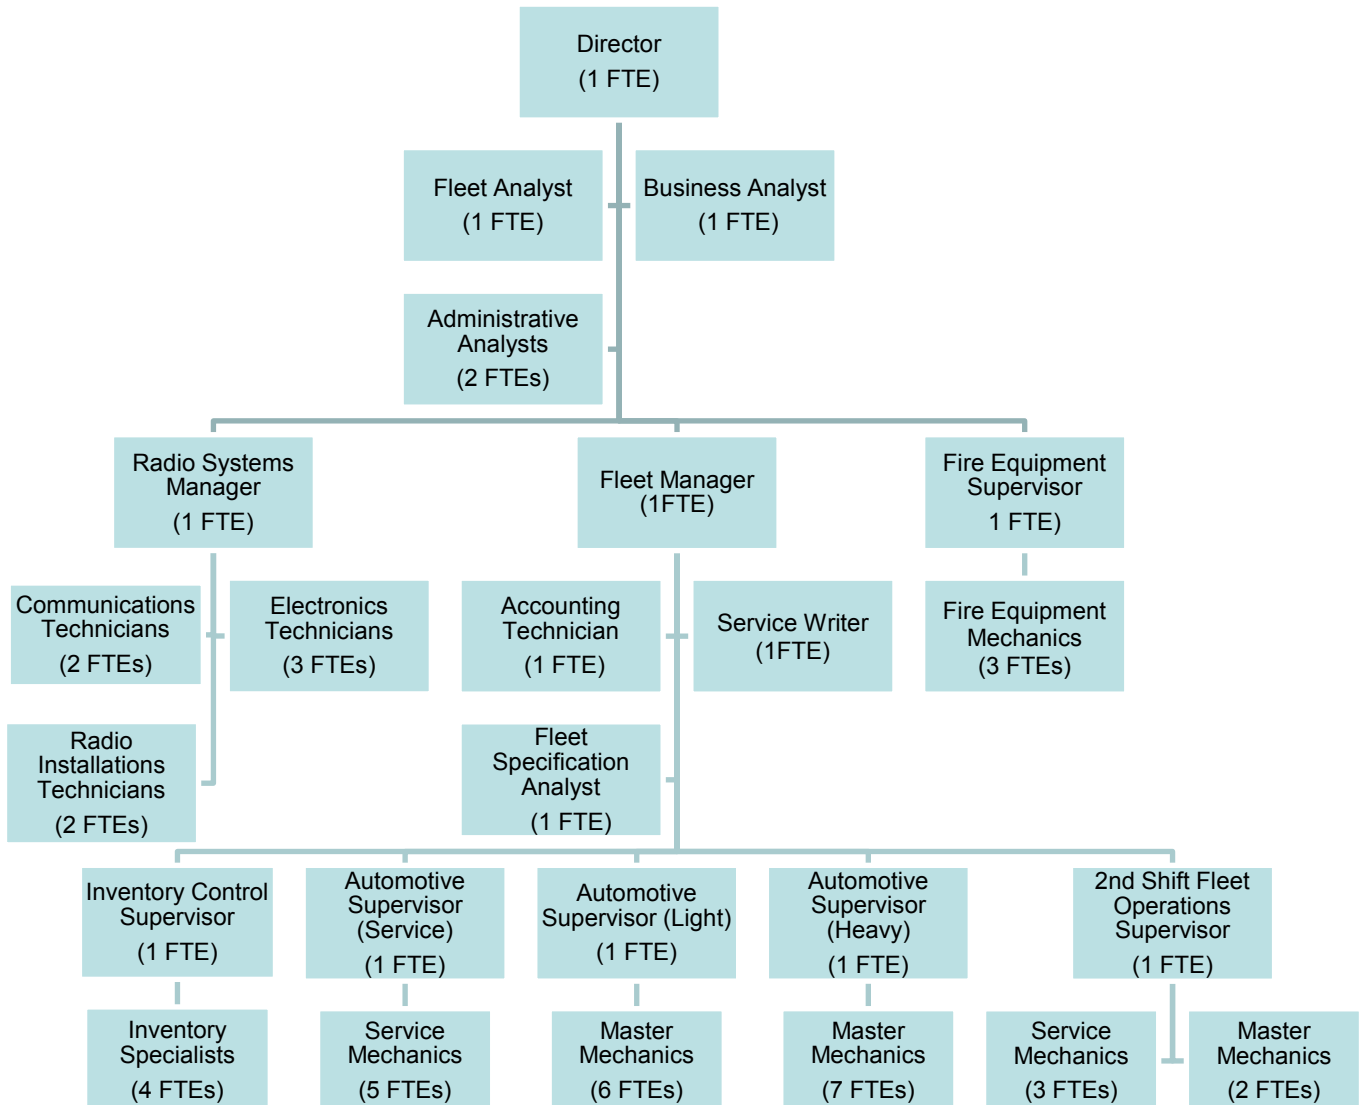 Director
(1 FTE)
Fleet Analyst
(1 FTE)
Business Analyst
(1 FTE)
Administrative
Analysts
(2 FTEs)
Radio Systems
Manager
(1 FTE)
Fleet Manager
(1FTE)
Fire Equipment
Supervisor
1 FTE)
Communications
Technicians
(2 FTEs)
Electronics
Technicians
(3 FTEs)
Accounting
Technician
(1 FTE)
Service Writer
(1FTE)
Fire Equipment
Mechanics
(3 FTEs)
Radio
Installations
Technicians
(2 FTEs)
Fleet
Specification
Analyst
(1 FTE)
Inventory Control
Supervisor
(1 FTE)
Automotive
Supervisor
(Service)
(1 FTE)
Automotive
Supervisor (Light)
(1 FTE)
Automotive
Supervisor
(Heavy)
(1 FTE)
2nd Shift Fleet
Operations
Supervisor
(1 FTE)
Inventory
Specialists
(4 FTEs)
Service
Mechanics
(5 FTEs)
Master
Mechanics
(6 FTEs)
Master
Mechanics
(7 FTEs)
Service
Mechanics
(3 FTEs)
Master
Mechanics
(2 FTEs)